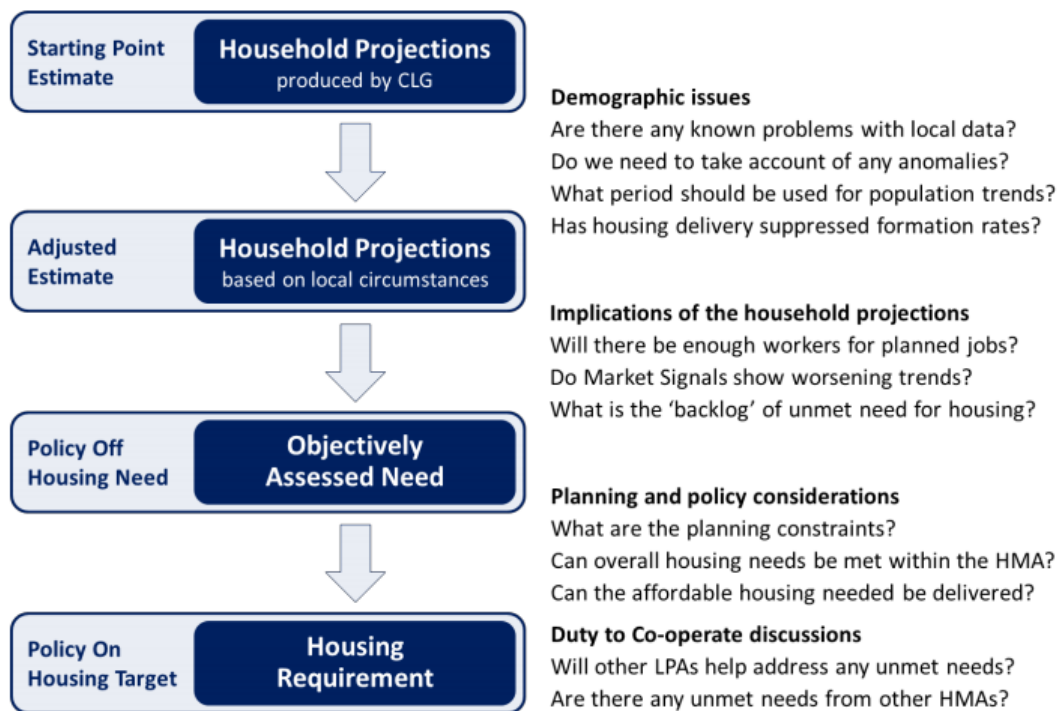 Starting Point
Estimate
Household Projections
produced by CLG
Demographic issues
Are there any known problems with local data?
Do we need to take account of any anomalies?
What period should be used for population trends?
Has housing delivery suppressed formation rates?
Adjusted
Estimate
Household Projections
based on local circumstances
Implications of the household projections
Will there be enough workers for planned jobs?
Do Market Signals show worsening trends?
What is the ‘backlog’ of unmet need for housing?
Policy Off
Housing Need
Objectively
Assessed Need
Planning and policy considerations
What are the planning constraints?
Can overall housing needs be met within the HMA?
Can the affordable housing needed be delivered?
Duty to Co-operate discussions
Will other LPAs help address any unmet needs?
Are there any unmet needs from other HMAs?
Policy On
Housing Target
Housing
Requirement